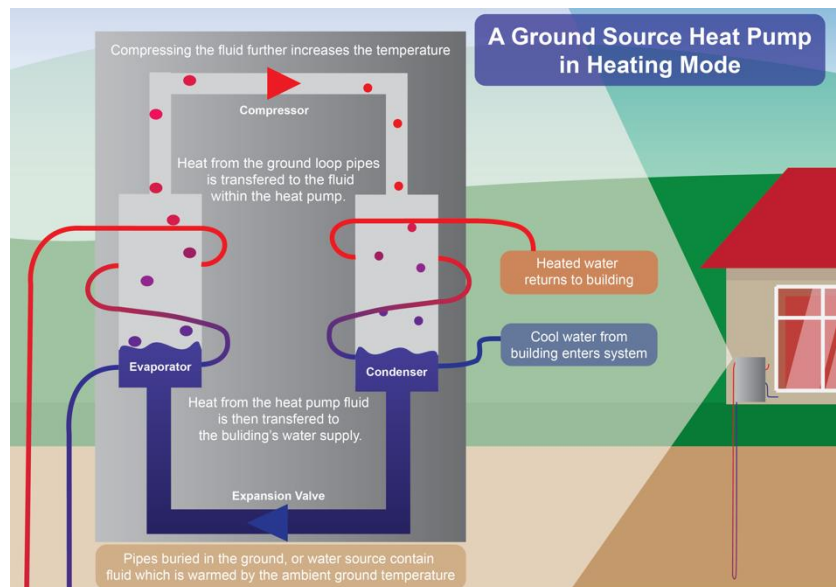 A Ground Source Heat Pump
in Heating Mode
Compressing the fluid further increases the temperature
Compressor
Heat from the ground loop pipes
is transfered to the fluid
within the heat pump.
Heated water
returns to building
Cool water from
building enters system
Evaporator
Condenser
Heat from the heat pump fluid
is then transfered to
the buliding's water supply.
Expansion Valve
Pipes buried in the ground, or water source contain
fluid which is warmed by the ambient ground temperature